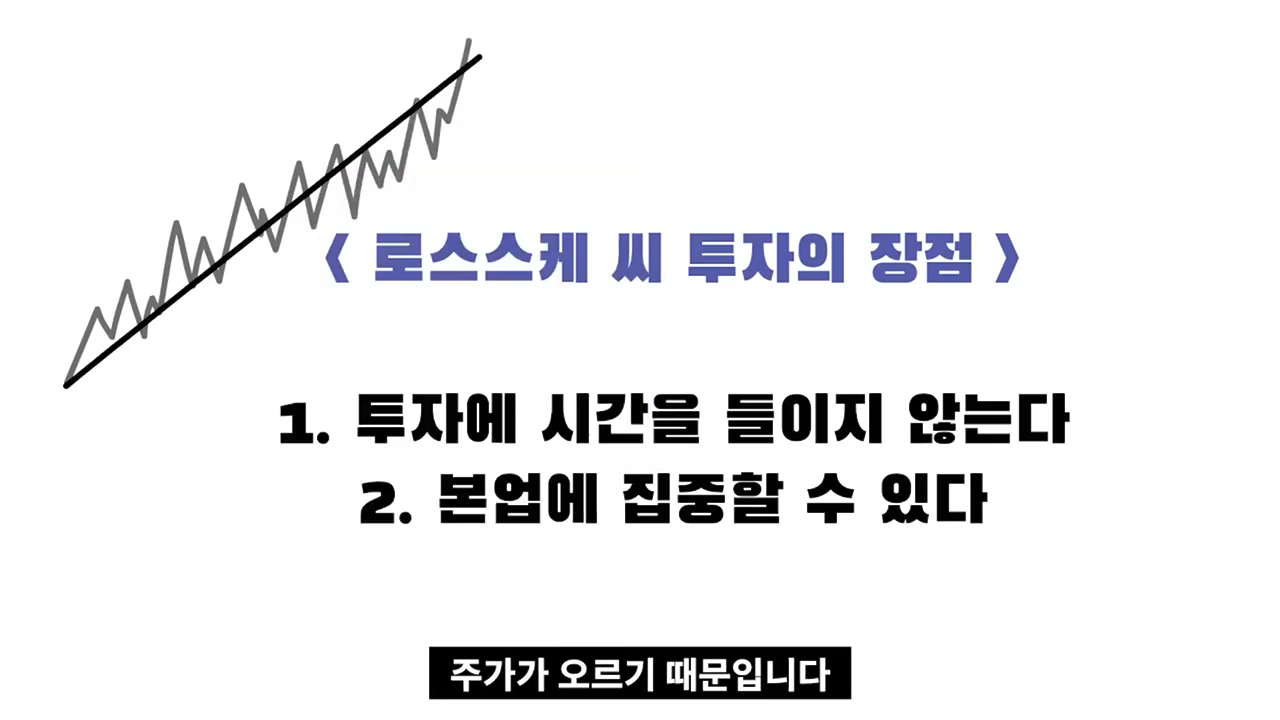 < 로스스케 씨 투자의 장점 >
1. 투자에 시간을 들이지 않는다
2. 본업에 집중할 수 있다
주가가 오르기 때문입니다